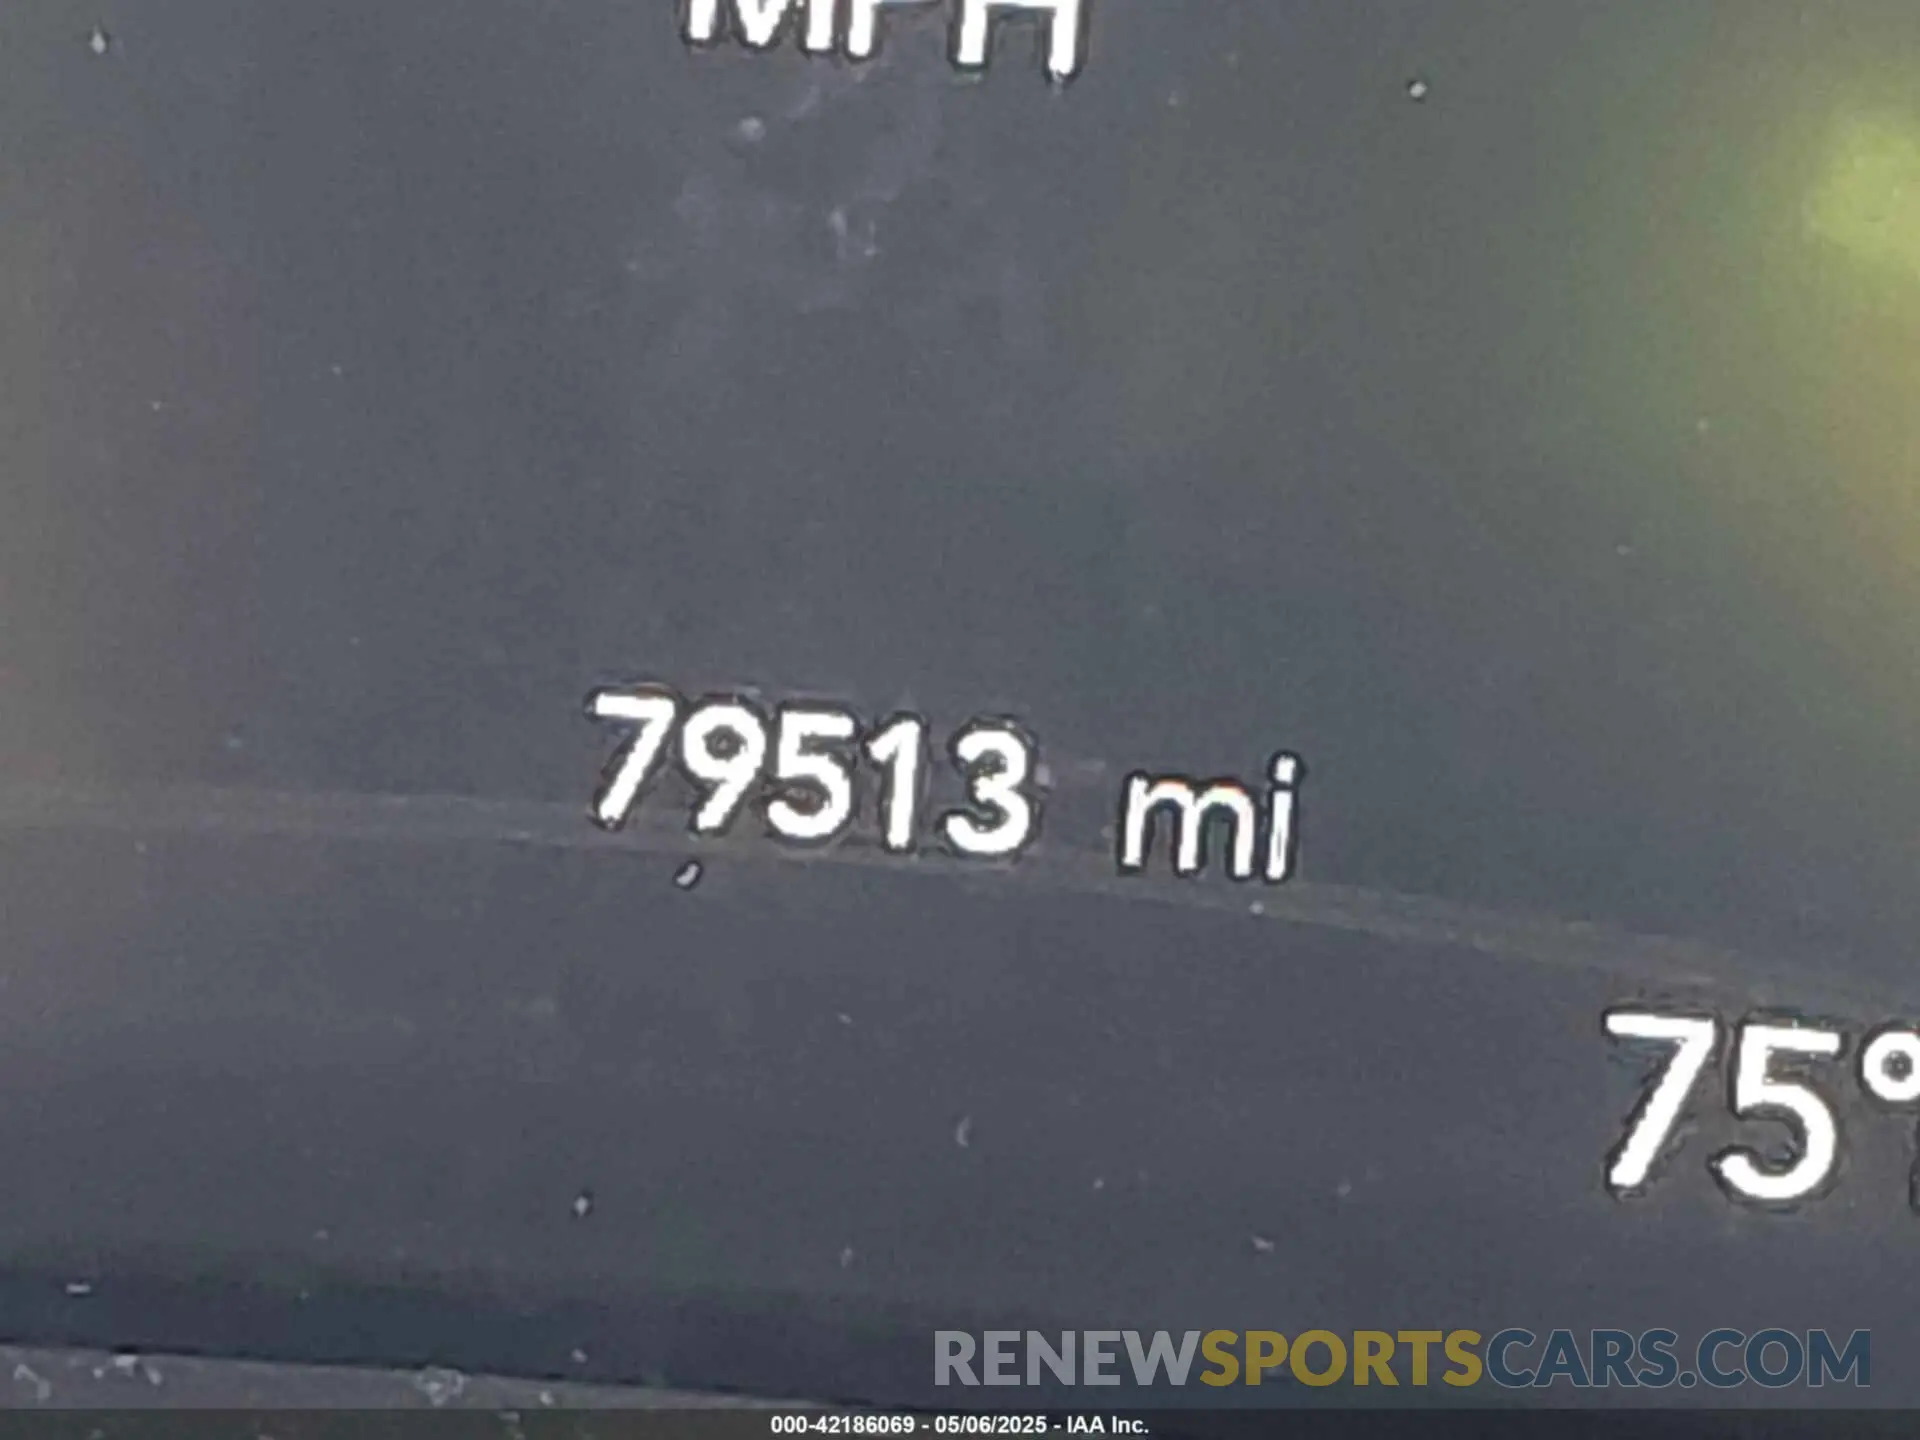 MPH
79513 mi
75°
RENEWSPORTSCARS.COM
000-42186069 - 05/06/2025 - IAA Inc.